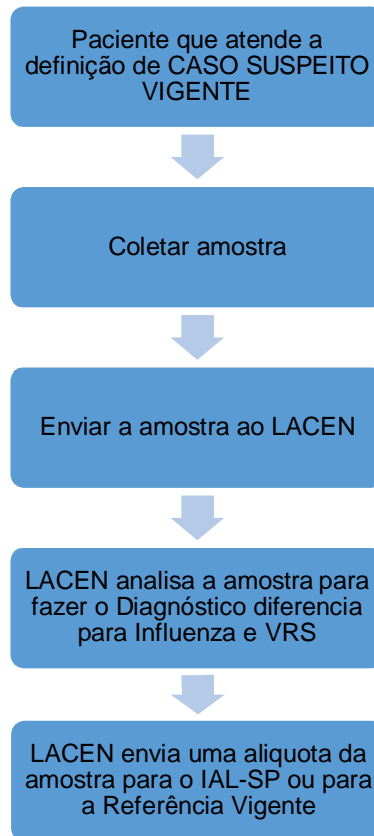 Paciente que atende a
definição de CASO SUSPEITO
VIGENTE
Coletar amostra
Enviar a amostra ao LACEN
LACEN analisa a amostra para
fazer o Diagnóstico diferencia
para Influenza e VRS
LACEN envia uma aliquota da
amostra para o IAL-SP ou para
a Referência Vigente